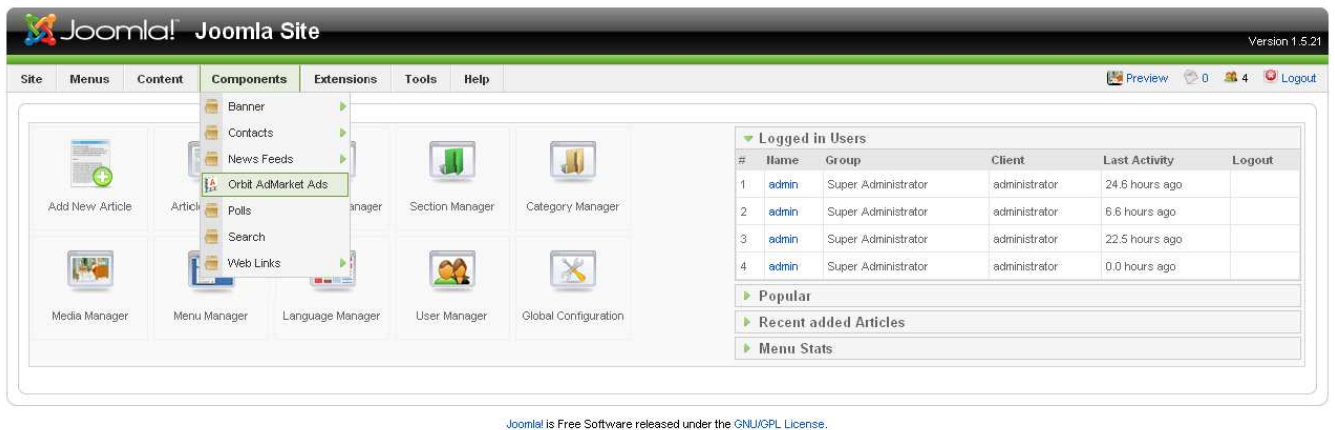 Joomla! Joomla Site
Version 1.5.21
Site Menus Content Components Extensions Tools Help Preview 0 4 Logout
Banner
Contacts
News Feeds
Orbit AdMarket Ads
Polls
Search
Web Links
Add New Article
Section Manager
Category Manager
Media Manager
Menu Manager
Language Manager
User Manager
Global Configuration
Logged in Users
# Name Group Client Last Activity Logout
1 admin Super Administrator administrator 24.6 hours ago
2 admin Super Administrator administrator 6.6 hours ago
3 admin Super Administrator administrator 22.5 hours ago
4 admin Super Administrator administrator 0.0 hours ago
Popular
Recent added Articles
Menu Stats
Joomla! is Free Software released under the GNU/GPL License.